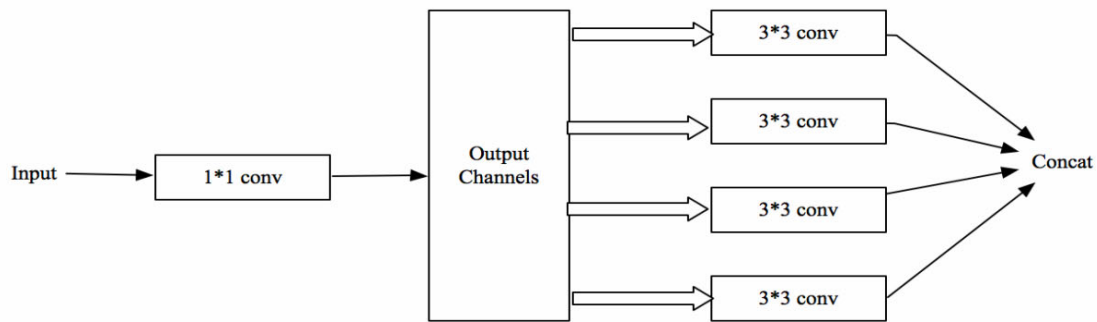 Input
1*1 conv
Output
Channels
3*3 conv
3*3 conv
3*3 conv
3*3 conv
Concat